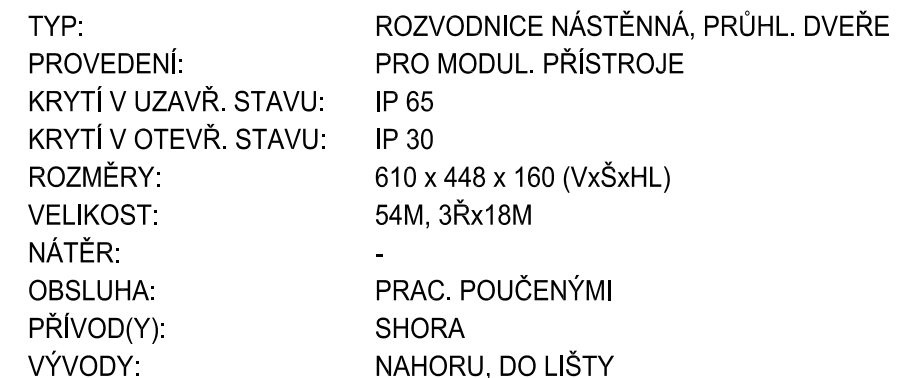 TYP: ROZVODNICE NÁSTĚNNÁ, PRŮHL. DVEŘE
PROVEDENÍ: PRO MODUL. PŘÍSTROJE
KRYTÍ V UZAVŘ. STAVU: IP 65
KRYTÍ V OTEVŘ. STAVU: IP 30
ROZMĚRY: 610 x 448 x 160 (VxŠxHL)
VELIKOST: 54M, 3Řx18M
NÁTĚR: -
OBSLUHA: PRAC. POUČENÝMI
PŘÍVOD(Y): SHORA
VÝVODY: NAHORU, DO LIŠTY